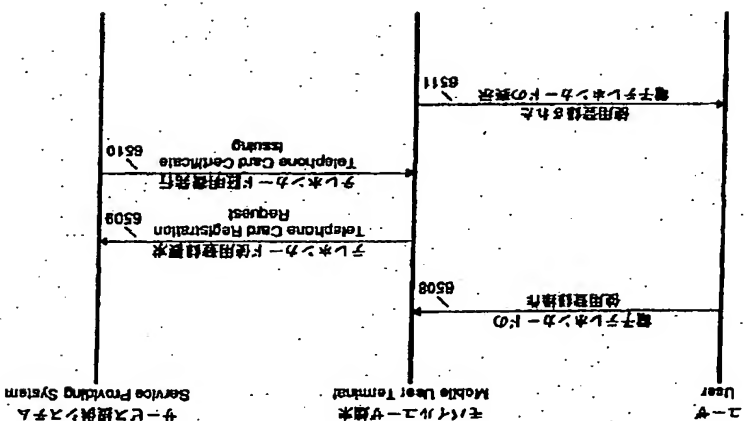 ユーザ
User
モバイルユーザ端末
Mobile User Terminal
サービス提供システム
Service Providing System
電子テレホンカードの
使用登録操作
6508
テレホンカード使用登録要求
Telephone Card Registration
Request
6509
テレホンカード証明書発行
Telephone Card Certificate
Issuing
6510
使用登録された
電子テレホンカードの表示
6511